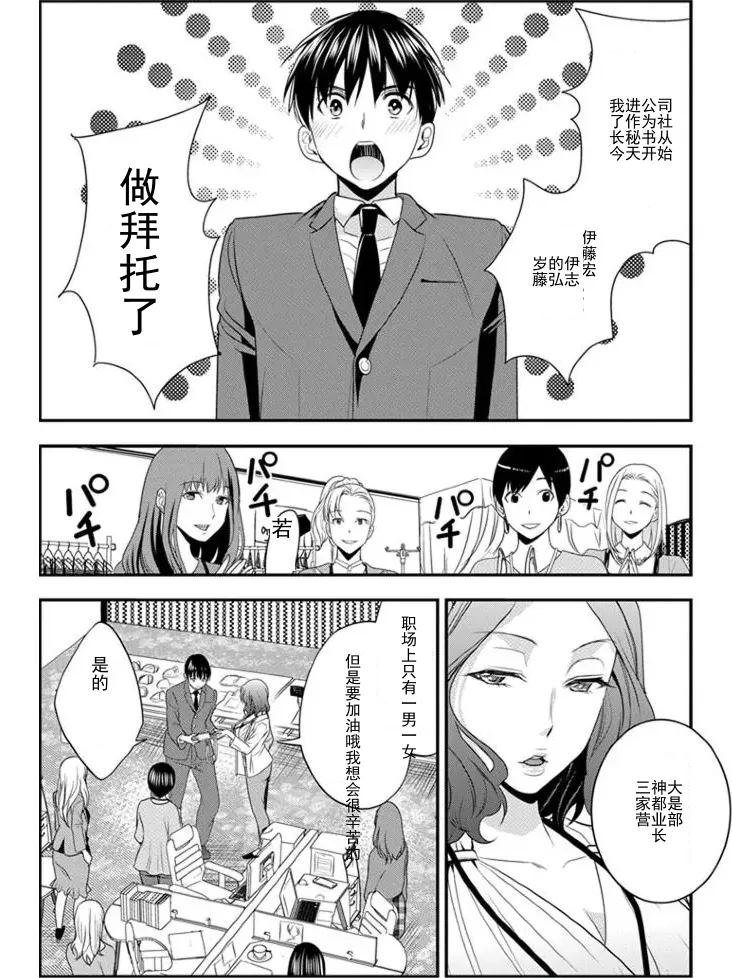 司社从始
公为书开
进作秘天
我了长今
伊藤宏
伊志
的弘
岁藤
做拜托了
パチ
若
パチ
パチ
大是部
神都业长
三家营
职场上只有一男一女
但是要加油哦我想会很辛苦的
是的